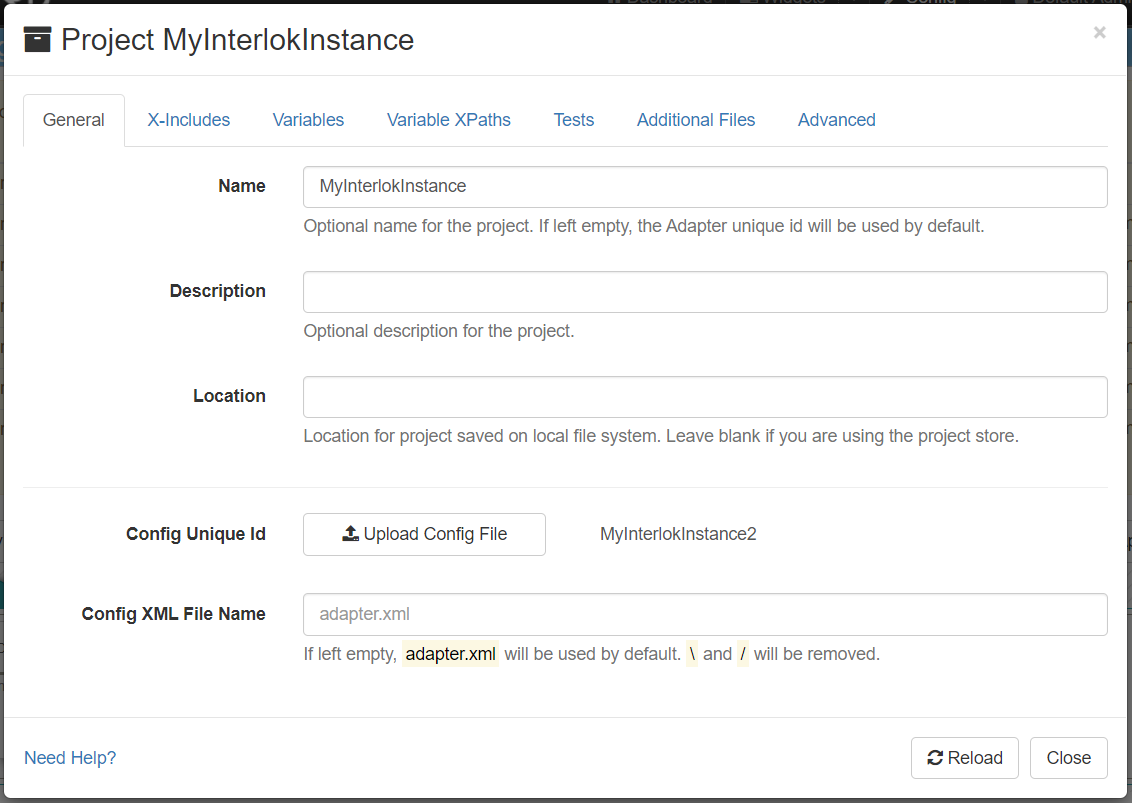 Project MyInterlokInstance
×
General X-Includes Variables Variable XPaths Tests Additional Files Advanced
Name MyInterlokInstance
Optional name for the project. If left empty, the Adapter unique id will be used by default.
Description
Optional description for the project.
Location
Location for project saved on local file system. Leave blank if you are using the project store.
Config Unique Id Upload Config File MyInterlokInstance2
Config XML File Name adapter.xml
If left empty, adapter.xml will be used by default. \ and / will be removed.
Need Help? Reload Close